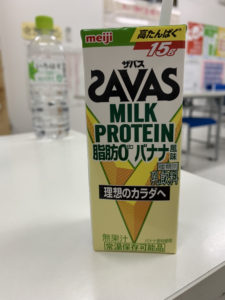 meiji
高たんぱく
15g
ザバス
SAVAS
MILK
PROTEIN
脂肪0 バナナ風味
理想のカラダへ
無果汁
常温保存可能品